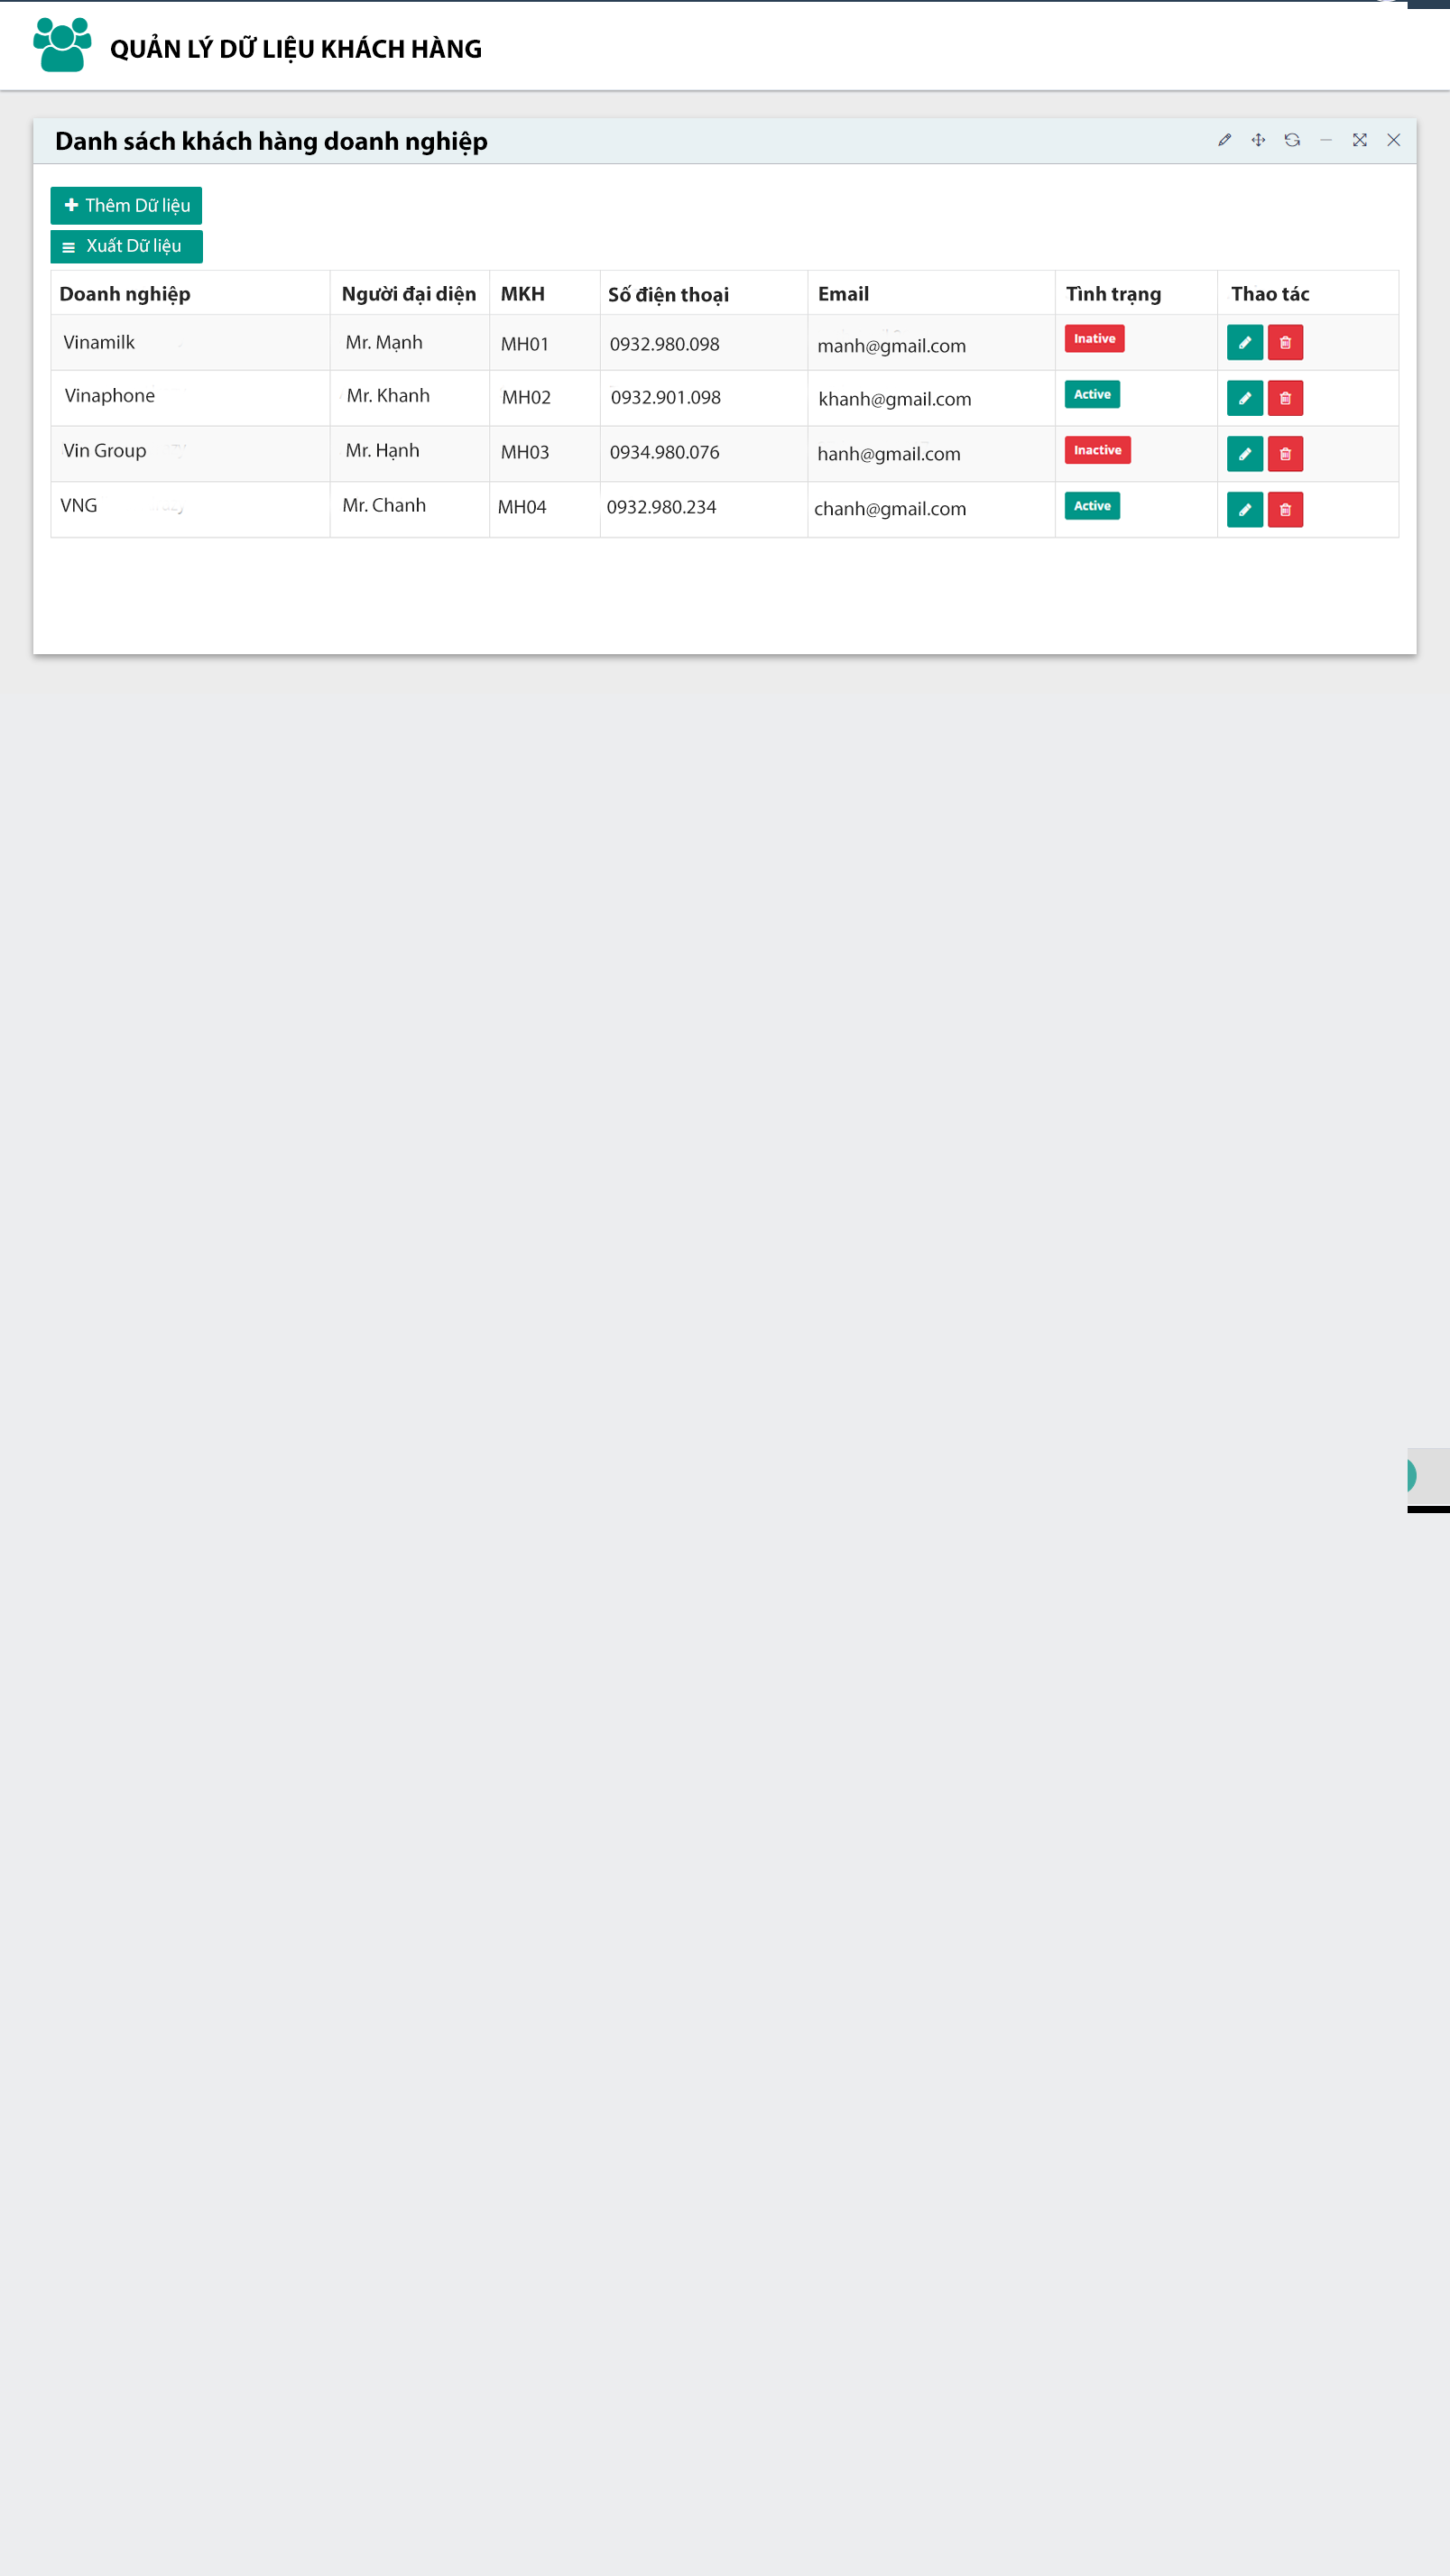 QUẢN LÝ DỮ LIỆU KHÁCH HÀNG
Danh sách khách hàng doanh nghiệp
Thêm Dữ liệu
Xuất Dữ liệu
Doanh nghiệp Người đại diện MKH Số điện thoại Email Tình trạng Thao tác
Vinamilk Mr. Mạnh MH01 0932.980.098 manh@gmail.com Inative
Vinaphone Mr. Khanh MH02 0932.901.098 khanh@gmail.com Active
Vin Group Mr. Hạnh MH03 0934.980.076 hanh@gmail.com Inactive
VNG Mr. Chanh MH04 0932.980.234 chanh@gmail.com Active